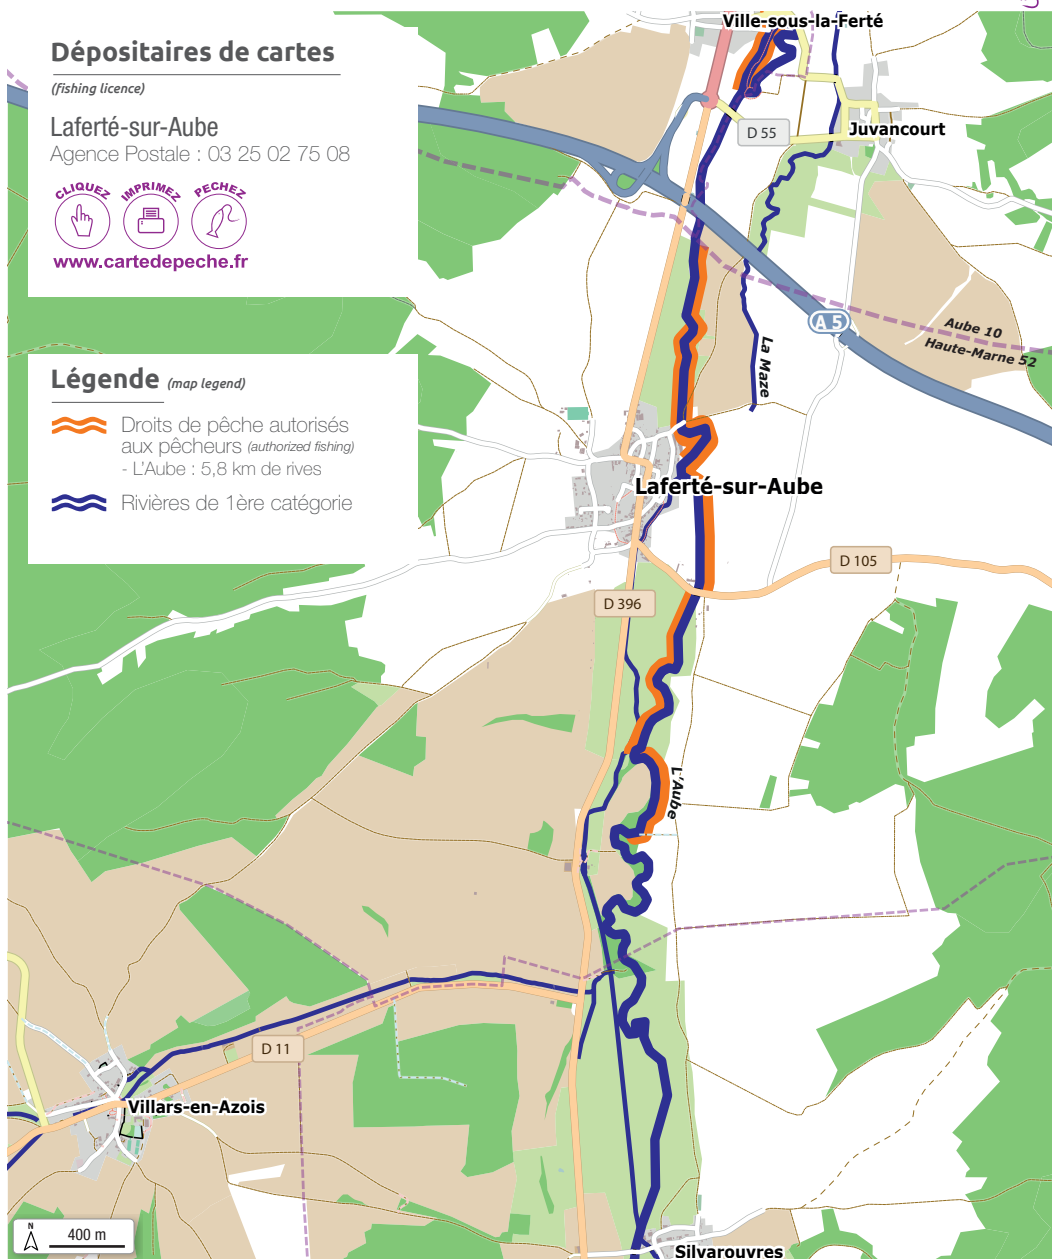 Dépositaires de cartes
(fishing licence)
Laferté-sur-Aube
Agence Postale : 03 25 02 75 08
CLIQUEZ IMPRIMEZ PECHEZ
www.cartedepeche.fr
Légende (map legend)
Droits de pêche autorisés
aux pêcheurs (authorized fishing)
- L'Aube : 5,8 km de rives
Rivières de 1ère catégorie
Ville-sous-la-Ferté
D 55
Juvancourt
A 5
Aube 10
Haute-Marne 52
La Maze
Laferté-sur-Aube
D 105
D 396
L'Aube
D 11
Villars-en-Azois
N
400 m
Silvarouvres